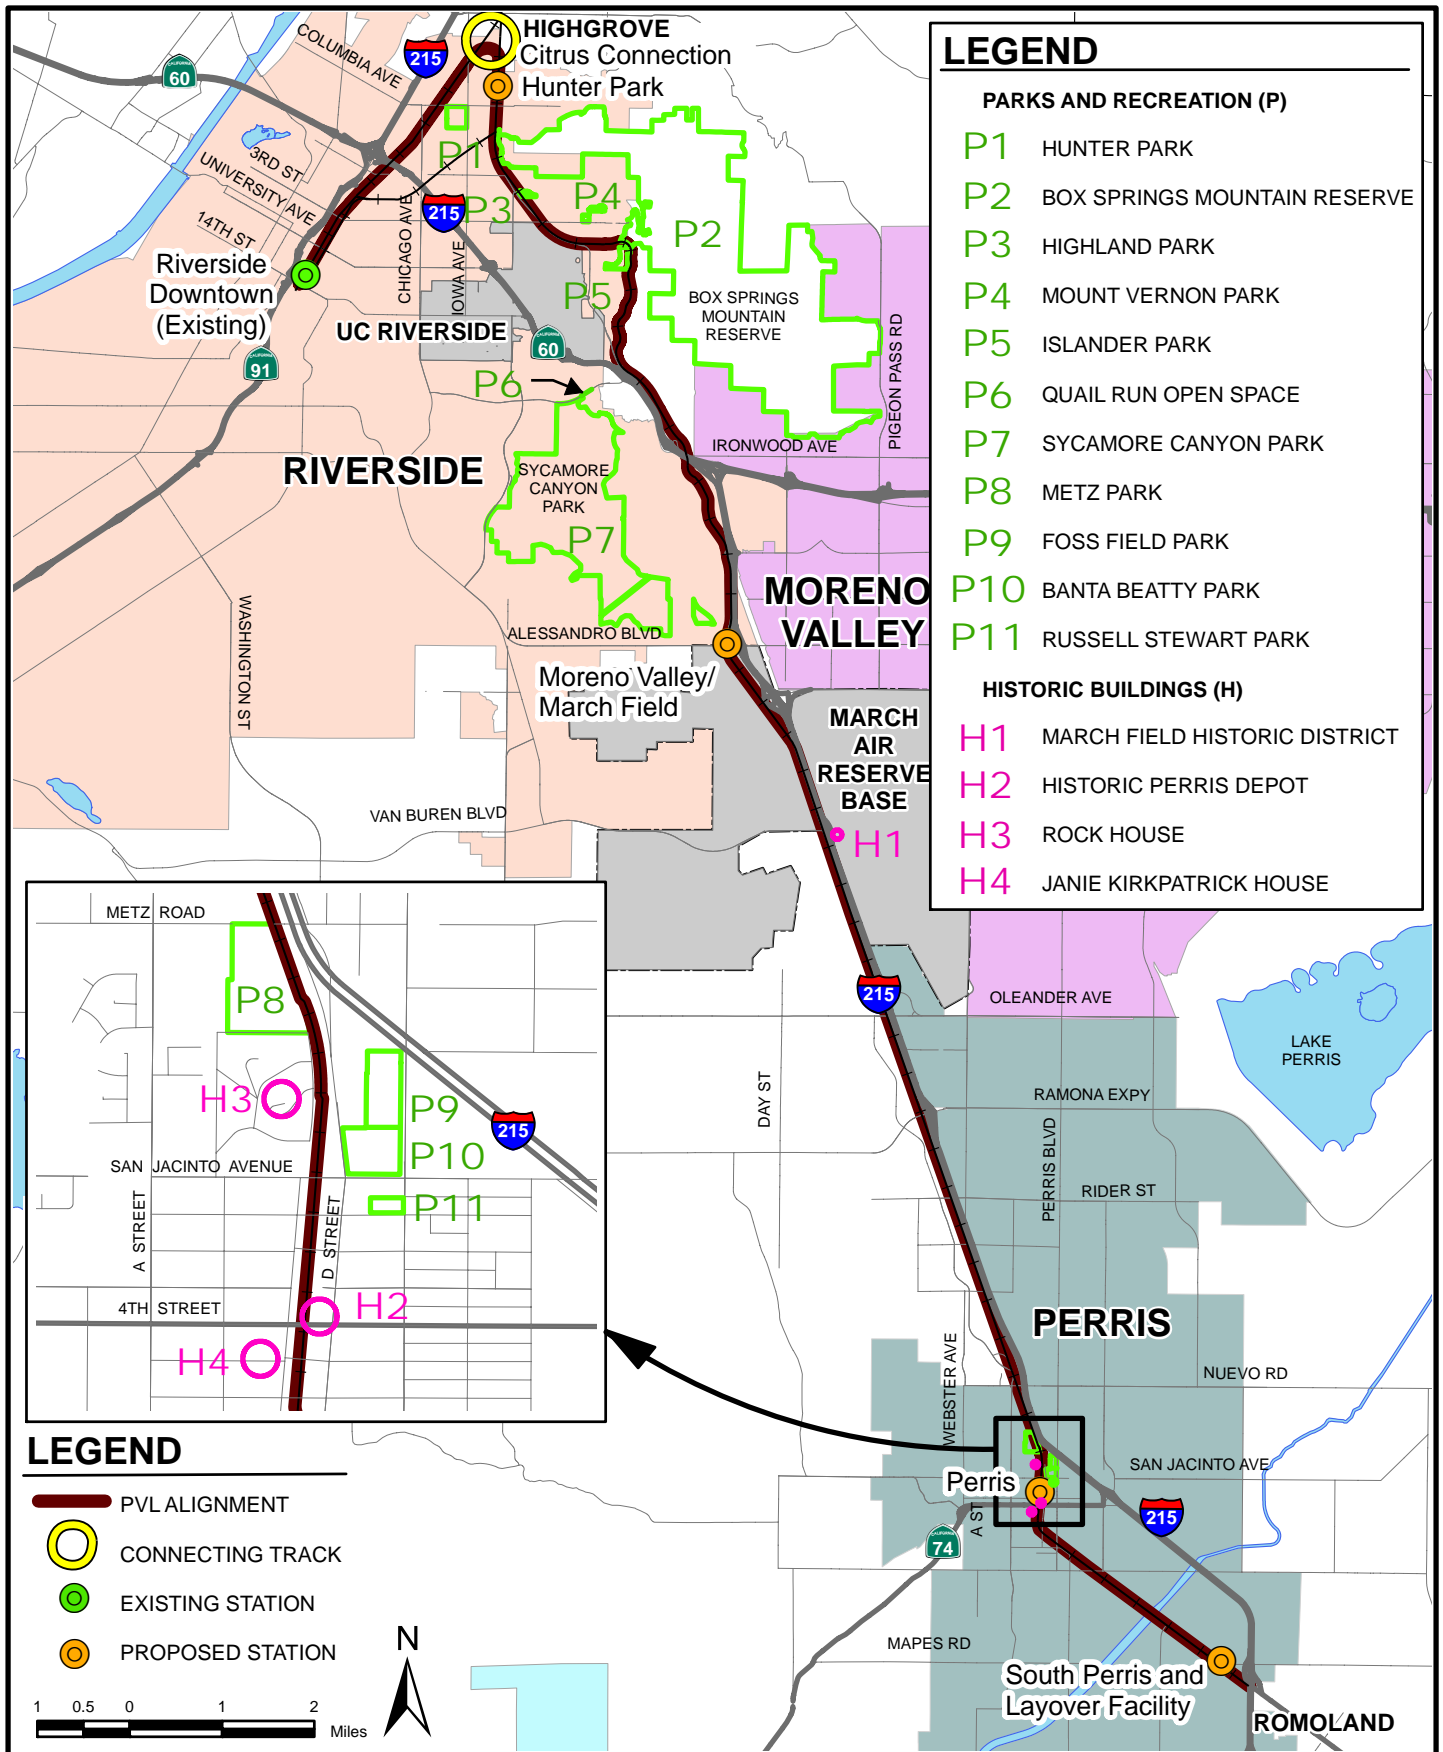 HIGHGROVE
Citrus Connection
Hunter Park
COLUMBIA AVE
215
CALIFORNIA
60
3RD ST
UNIVERSITY AVE
14TH ST
Riverside
Downtown
(Existing)
CALIFORNIA
91
CHICAGO AVE
IOWA AVE
215
P1
P3
P4
P2
P5
UC RIVERSIDE
CALIFORNIA
60
BOX SPRINGS
MOUNTAIN
RESERVE
PIGEON PASS RD
P6
IRONWOOD AVE
RIVERSIDE
SYCAMORE
CANYON
PARK
P7
WASHINGTON ST
MORENO
VALLEY
ALESSANDRO BLVD
Moreno Valley/
March Field
MARCH
AIR
RESERVE
BASE
VAN BUREN BLVD
H1
LEGEND
PARKS AND RECREATION (P)
P1 HUNTER PARK
P2 BOX SPRINGS MOUNTAIN RESERVE
P3 HIGHLAND PARK
P4 MOUNT VERNON PARK
P5 ISLANDER PARK
P6 QUAIL RUN OPEN SPACE
P7 SYCAMORE CANYON PARK
P8 METZ PARK
P9 FOSS FIELD PARK
P10 BANTA BEATTY PARK
P11 RUSSELL STEWART PARK
HISTORIC BUILDINGS (H)
H1 MARCH FIELD HISTORIC DISTRICT
H2 HISTORIC PERRIS DEPOT
H3 ROCK HOUSE
H4 JANIE KIRKPATRICK HOUSE
METZ ROAD
P8
H3
P9
215
P10
SAN JACINTO AVENUE
P11
A STREET
D STREET
4TH STREET
H2
H4
215
OLEANDER AVE
LAKE
PERRIS
DAY ST
RAMONA EXPY
PERRIS BLVD
RIDER ST
PERRIS
WEBSTER AVE
NUEVO RD
SAN JACINTO AVE
Perris
A ST
215
CALIFORNIA
74
MAPES RD
South Perris and
Layover Facility
ROMOLAND
LEGEND
PVL ALIGNMENT
CONNECTING TRACK
EXISTING STATION
PROPOSED STATION
N
1 0.5 0 1 2
Miles